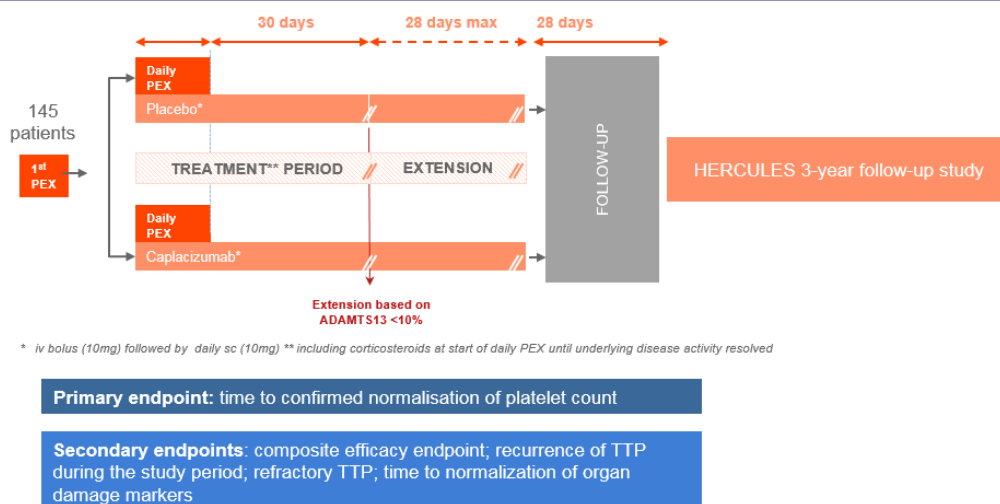 30 days
28 days max
28 days
Daily
PEX
Placebo*
145
patients
1st
PEX
TREATMENT** PERIOD
EXTENSION
FOLLOW-UP
HERCULES 3-year follow-up study
Daily
PEX
Caplacizumab*
Extension based on
ADAMTS13 <10%
* iv bolus (10mg) followed by daily sc (10mg) ** including corticosteroids at start of daily PEX until underlying disease activity resolved
Primary endpoint: time to confirmed normalisation of platelet count
Secondary endpoints: composite efficacy endpoint; recurrence of TTP
during the study period; refractory TTP; time to normalization of organ
damage markers